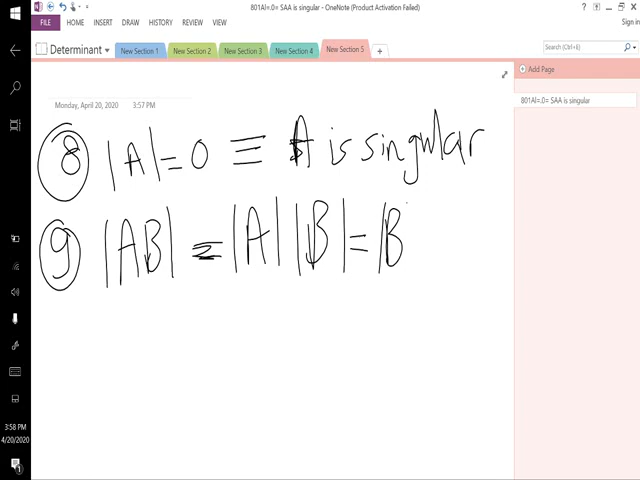 801Al=.0= SAA is singular - OneNote (Product Activation Failed)
FILE HOME INSERT DRAW HISTORY REVIEW VIEW
Sign in
Determinant New Section 1 New Section 2 New Section 3 New Section 4 New Section 5 +
Search (Ctrl+E)
Add Page
801Al=.0= SAA is singular
Monday, April 20, 2020 3:57 PM
8 |A| = 0 ≡ A is singular
9 |AB| = |A| |B| = |B
3:58 PM
4/20/2020
1